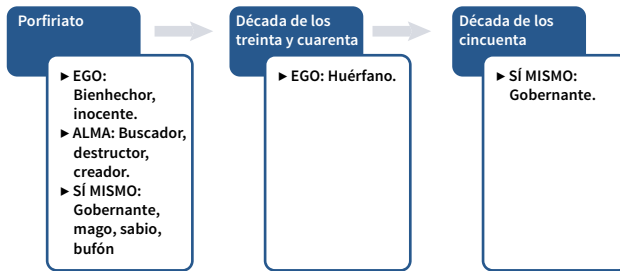 Porfiriato
► EGO:
Bienhechor,
inocente.
► ALMA: Buscador,
destructor,
creador.
► SÍ MISMO:
Gobernante,
mago, sabio,
bufón
Década de los
treinta y cuarenta
► EGO: Huérfano.
Década de los
cincuenta
► SÍ MISMO:
Gobernante.